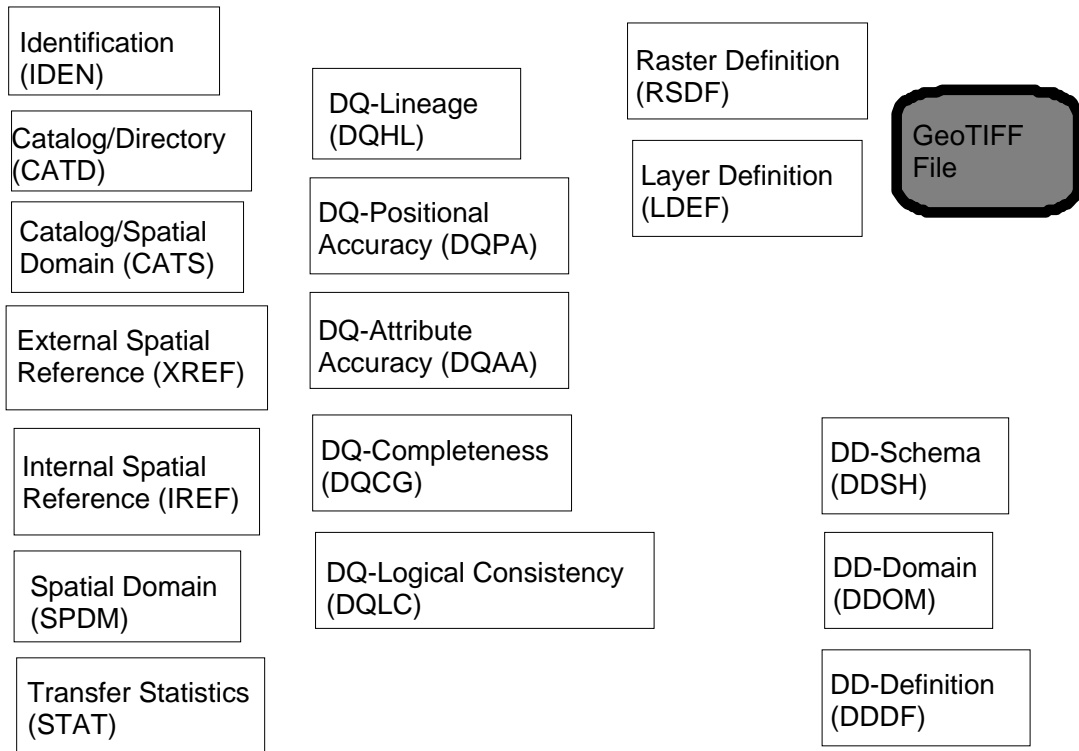 Identification
(IDEN)
Catalog/Directory
(CATD)
Catalog/Spatial
Domain (CATS)
External Spatial
Reference (XREF)
Internal Spatial
Reference (IREF)
Spatial Domain
(SPDM)
Transfer Statistics
(STAT)
DQ-Lineage
(DQHL)
DQ-Positional
Accuracy (DQPA)
DQ-Attribute
Accuracy (DQAA)
DQ-Completeness
(DQCG)
DQ-Logical Consistency
(DQLC)
Raster Definition
(RSDF)
Layer Definition
(LDEF)
GeoTIFF
File
DD-Schema
(DDSH)
DD-Domain
(DDOM)
DD-Definition
(DDDF)